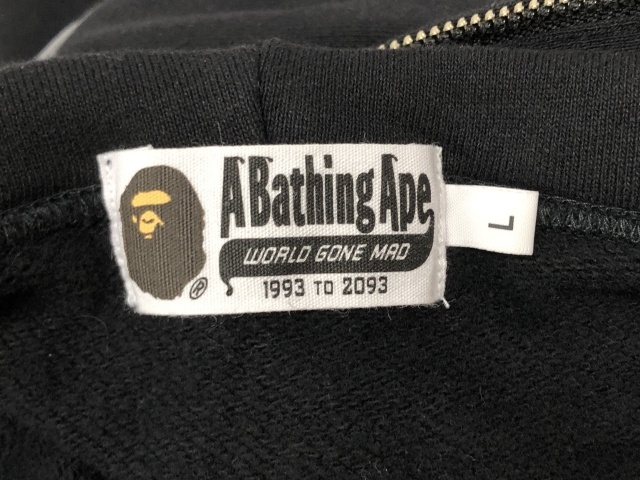 A Bathing Ape
WORLD GONE MAD
1993 TO 2093
®
L